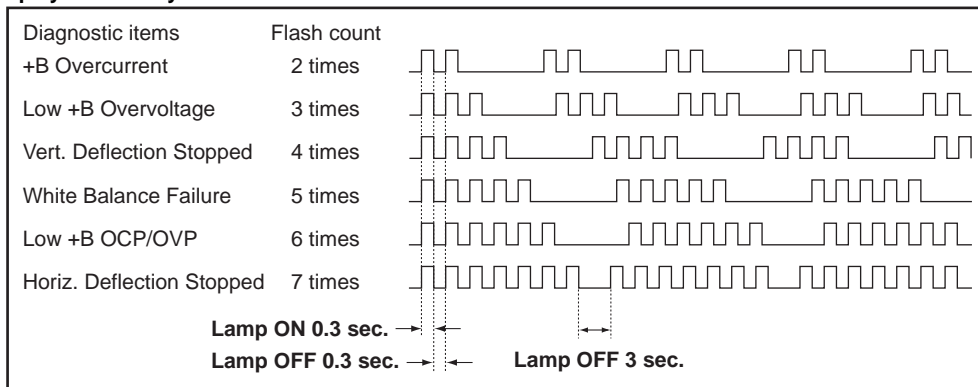 Diagnostic items Flash count
+B Overcurrent 2 times
Low +B Overvoltage 3 times
Vert. Deflection Stopped 4 times
White Balance Failure 5 times
Low +B OCP/OVP 6 times
Horiz. Deflection Stopped 7 times
Lamp ON 0.3 sec.
Lamp OFF 0.3 sec. Lamp OFF 3 sec.